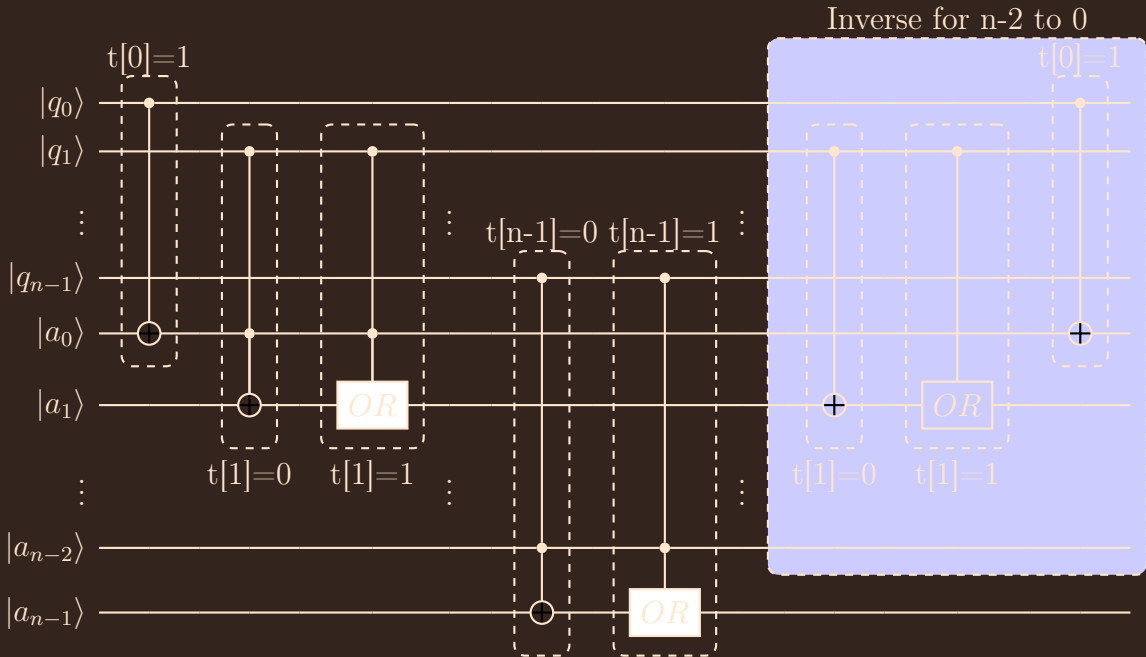 Inverse for n-2 to 0
t[0]=1 t[0]=1
|q₀⟩
|q₁⟩
⋮ ⋮ ⋮
t[n-1]=0 t[n-1]=1
|qₙ₋₁⟩
|a₀⟩
|a₁⟩ OR OR
t[1]=0 t[1]=1 t[1]=0 t[1]=1
⋮ ⋮ ⋮
|aₙ₋₂⟩
|aₙ₋₁⟩ OR